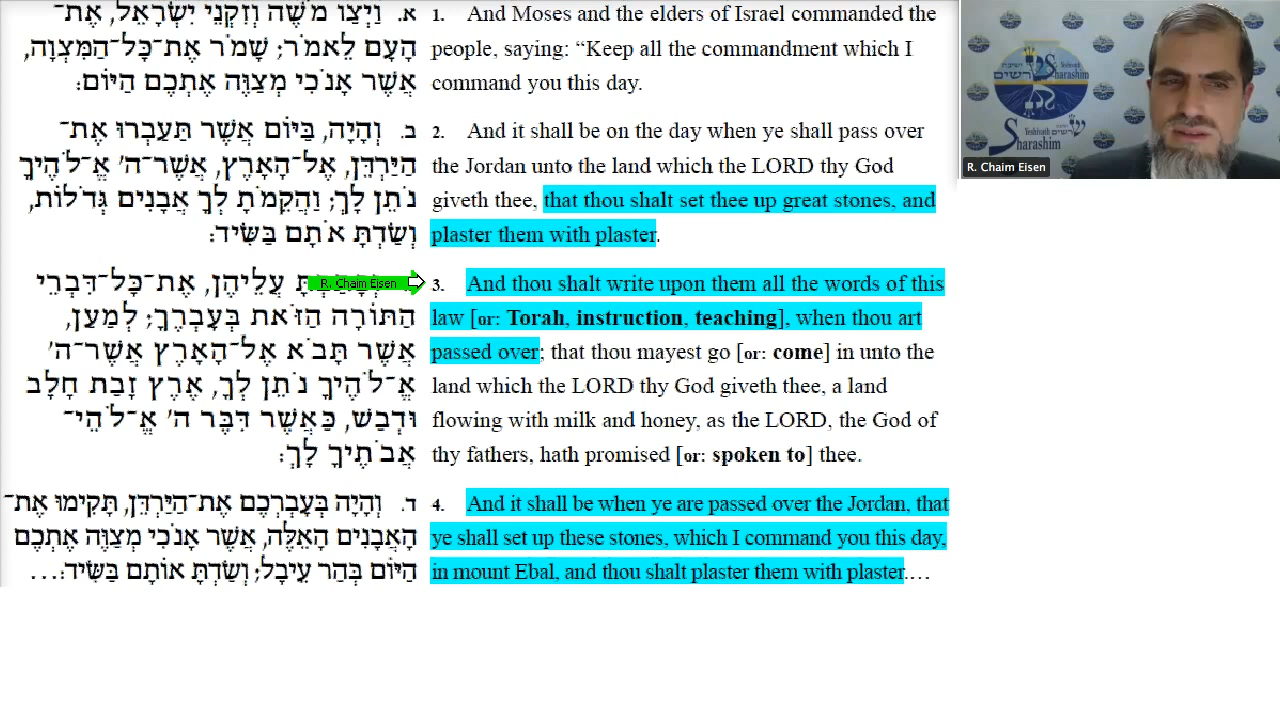 א. וַיְצַו מֹשֶׁה וְזִקְנֵי יִשְׂרָאֵל, אֶת־
הָעָם לֵאמֹר; שָׁמֹר אֶת־כָּל־הַמִּצְוָה,
אֲשֶׁר אָנֹכִי מְצַוֶּה אֶתְכֶם הַיּוֹם:
ב. וְהָיָה, בַּיּוֹם אֲשֶׁר תַּעַבְרוּ אֶת־
הַיַּרְדֵּן, אֶל־הָאָרֶץ, אֲשֶׁר־ה' אֱ־לֹהֶיךָ
נֹתֵן לָךְ; וַהֲקֵמֹתָ לְךָ אֲבָנִים גְּדֹלוֹת,
וְשַׂדְתָּ אֹתָם בַּשִּׂיד:
עֲלֵיהֶן, אֶת־כָּל־דִּבְרֵי
הַתּוֹרָה הַזֹּאת בְּעָבְרֶךָ; לְמַעַן,
אֲשֶׁר תָּבֹא אֶל־הָאָרֶץ אֲשֶׁר־ה'
אֱ־לֹהֶיךָ נֹתֵן לְךָ, אֶרֶץ זָבַת חָלָב
וּדְבַשׁ, כַּאֲשֶׁר דִּבֶּר ה' אֱ־לֹהֵי־
אֲבֹתֶיךָ לָךְ:
ד. וְהָיָה בְּעָבְרְכֶם אֶת־הַיַּרְדֵּן, תָּקִימוּ אֶת־
הָאֲבָנִים הָאֵלֶּה, אֲשֶׁר אָנֹכִי מְצַוֶּה אֶתְכֶם
הַיּוֹם בְּהַר עֵיבָל; וְשַׂדְתָּ אוֹתָם בַּשִּׂיד:...
R. Chaim Eisen
1. And Moses and the elders of Israel commanded the
people, saying: “Keep all the commandment which I
command you this day.
2. And it shall be on the day when ye shall pass over
the Jordan unto the land which the LORD thy God
giveth thee, that thou shalt set thee up great stones, and
plaster them with plaster.
3. And thou shalt write upon them all the words of this
law [or: Torah, instruction, teaching], when thou art
passed over; that thou mayest go [or: come] in unto the
land which the LORD thy God giveth thee, a land
flowing with milk and honey, as the LORD, the God of
thy fathers, hath promised [or: spoken to] thee.
4. And it shall be when ye are passed over the Jordan, that
ye shall set up these stones, which I command you this day,
in mount Ebal, and thou shalt plaster them with plaster.…
Yeshivath
Sharashim
R. Chaim Eisen